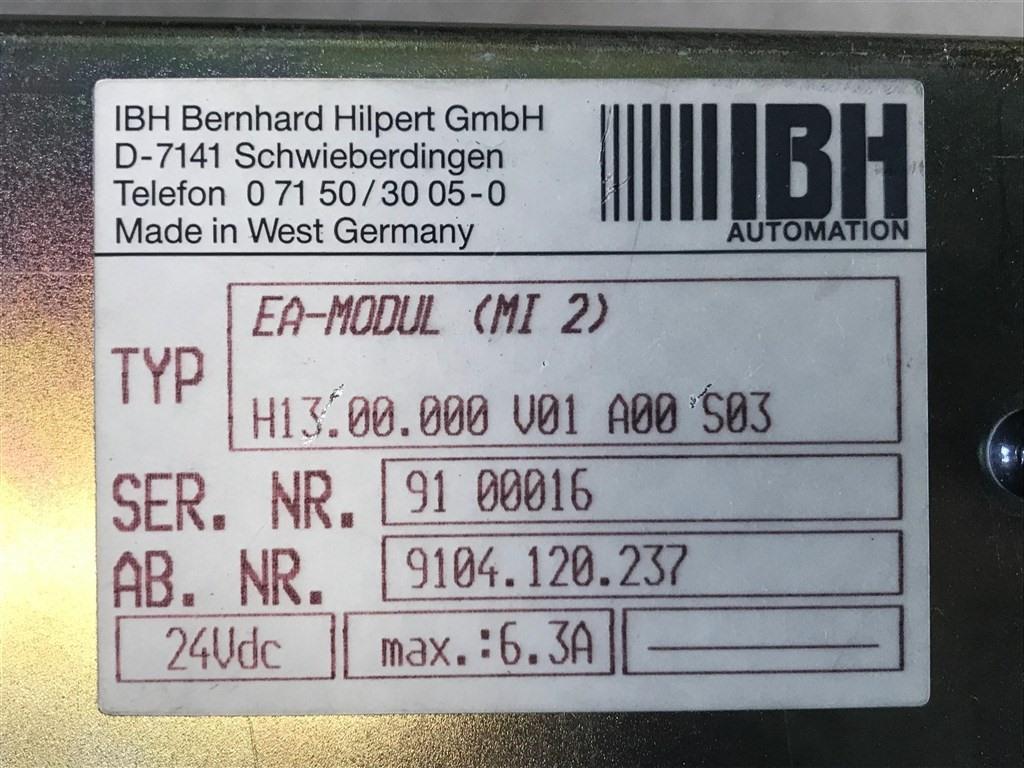 IBH Bernhard Hilpert GmbH
D-7141 Schwieberdingen
Telefon 0 71 50/30 05-0
Made in West Germany
IBH
AUTOMATION
TYP
EA-MODUL (MI 2)
H13.00.000 V01 A00 S03
SER. NR. 91 00016
AB. NR. 9104.120.237
24Vdc max.:6.3A